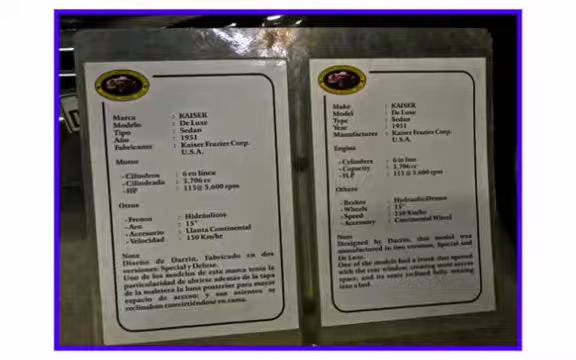 Marca : KAISER
Modelo : De Luxe
Tipo : Sedan
Año : 1951
Fabricante : Kaiser Frazier Corp.
U.S.A.
Motor
- Cilindros : 6 en línea
- Cilindrada : 3,706 cc
- HP : 115@ 3,600 rpm
Otros
- Frenos : Hidráulicos
- Aro : 15"
- Accesorio : Llanta Continental
- Velocidad : 150 Km/hr
Nota
Diseño de Darrin, fabricado en dos
versiones: Special y Deluxe.
Uno de los modelos de esta marca tenía la
particularidad de abrirse además de la tapa
de la maletera la luna posterior para mayor
espacio de acceso; y sus asientos se
reclinaban convirtiéndose en cama.
Make : KAISER
Model : De Luxe
Type : Sedan
Year : 1951
Manufacturer : Kaiser Frazier Corp.
U.S.A.
Engine
- Cylinders : 6 in line
- Capacity : 3,706 cc
- H.P : 115 @ 3,600 rpm
Others
- Brakes : Hydraulic Drums
- Wheels : 15"
- Speed : 150 Km/hr
- Accessory : Continental Wheel
Note
Designed by Darrin, this model was
manufactured in two versions, Special and
De Luxe.
One of the models had a trunk that opened
with the rear window, creating more access
space, and its seats reclined fully, turning
into a bed.